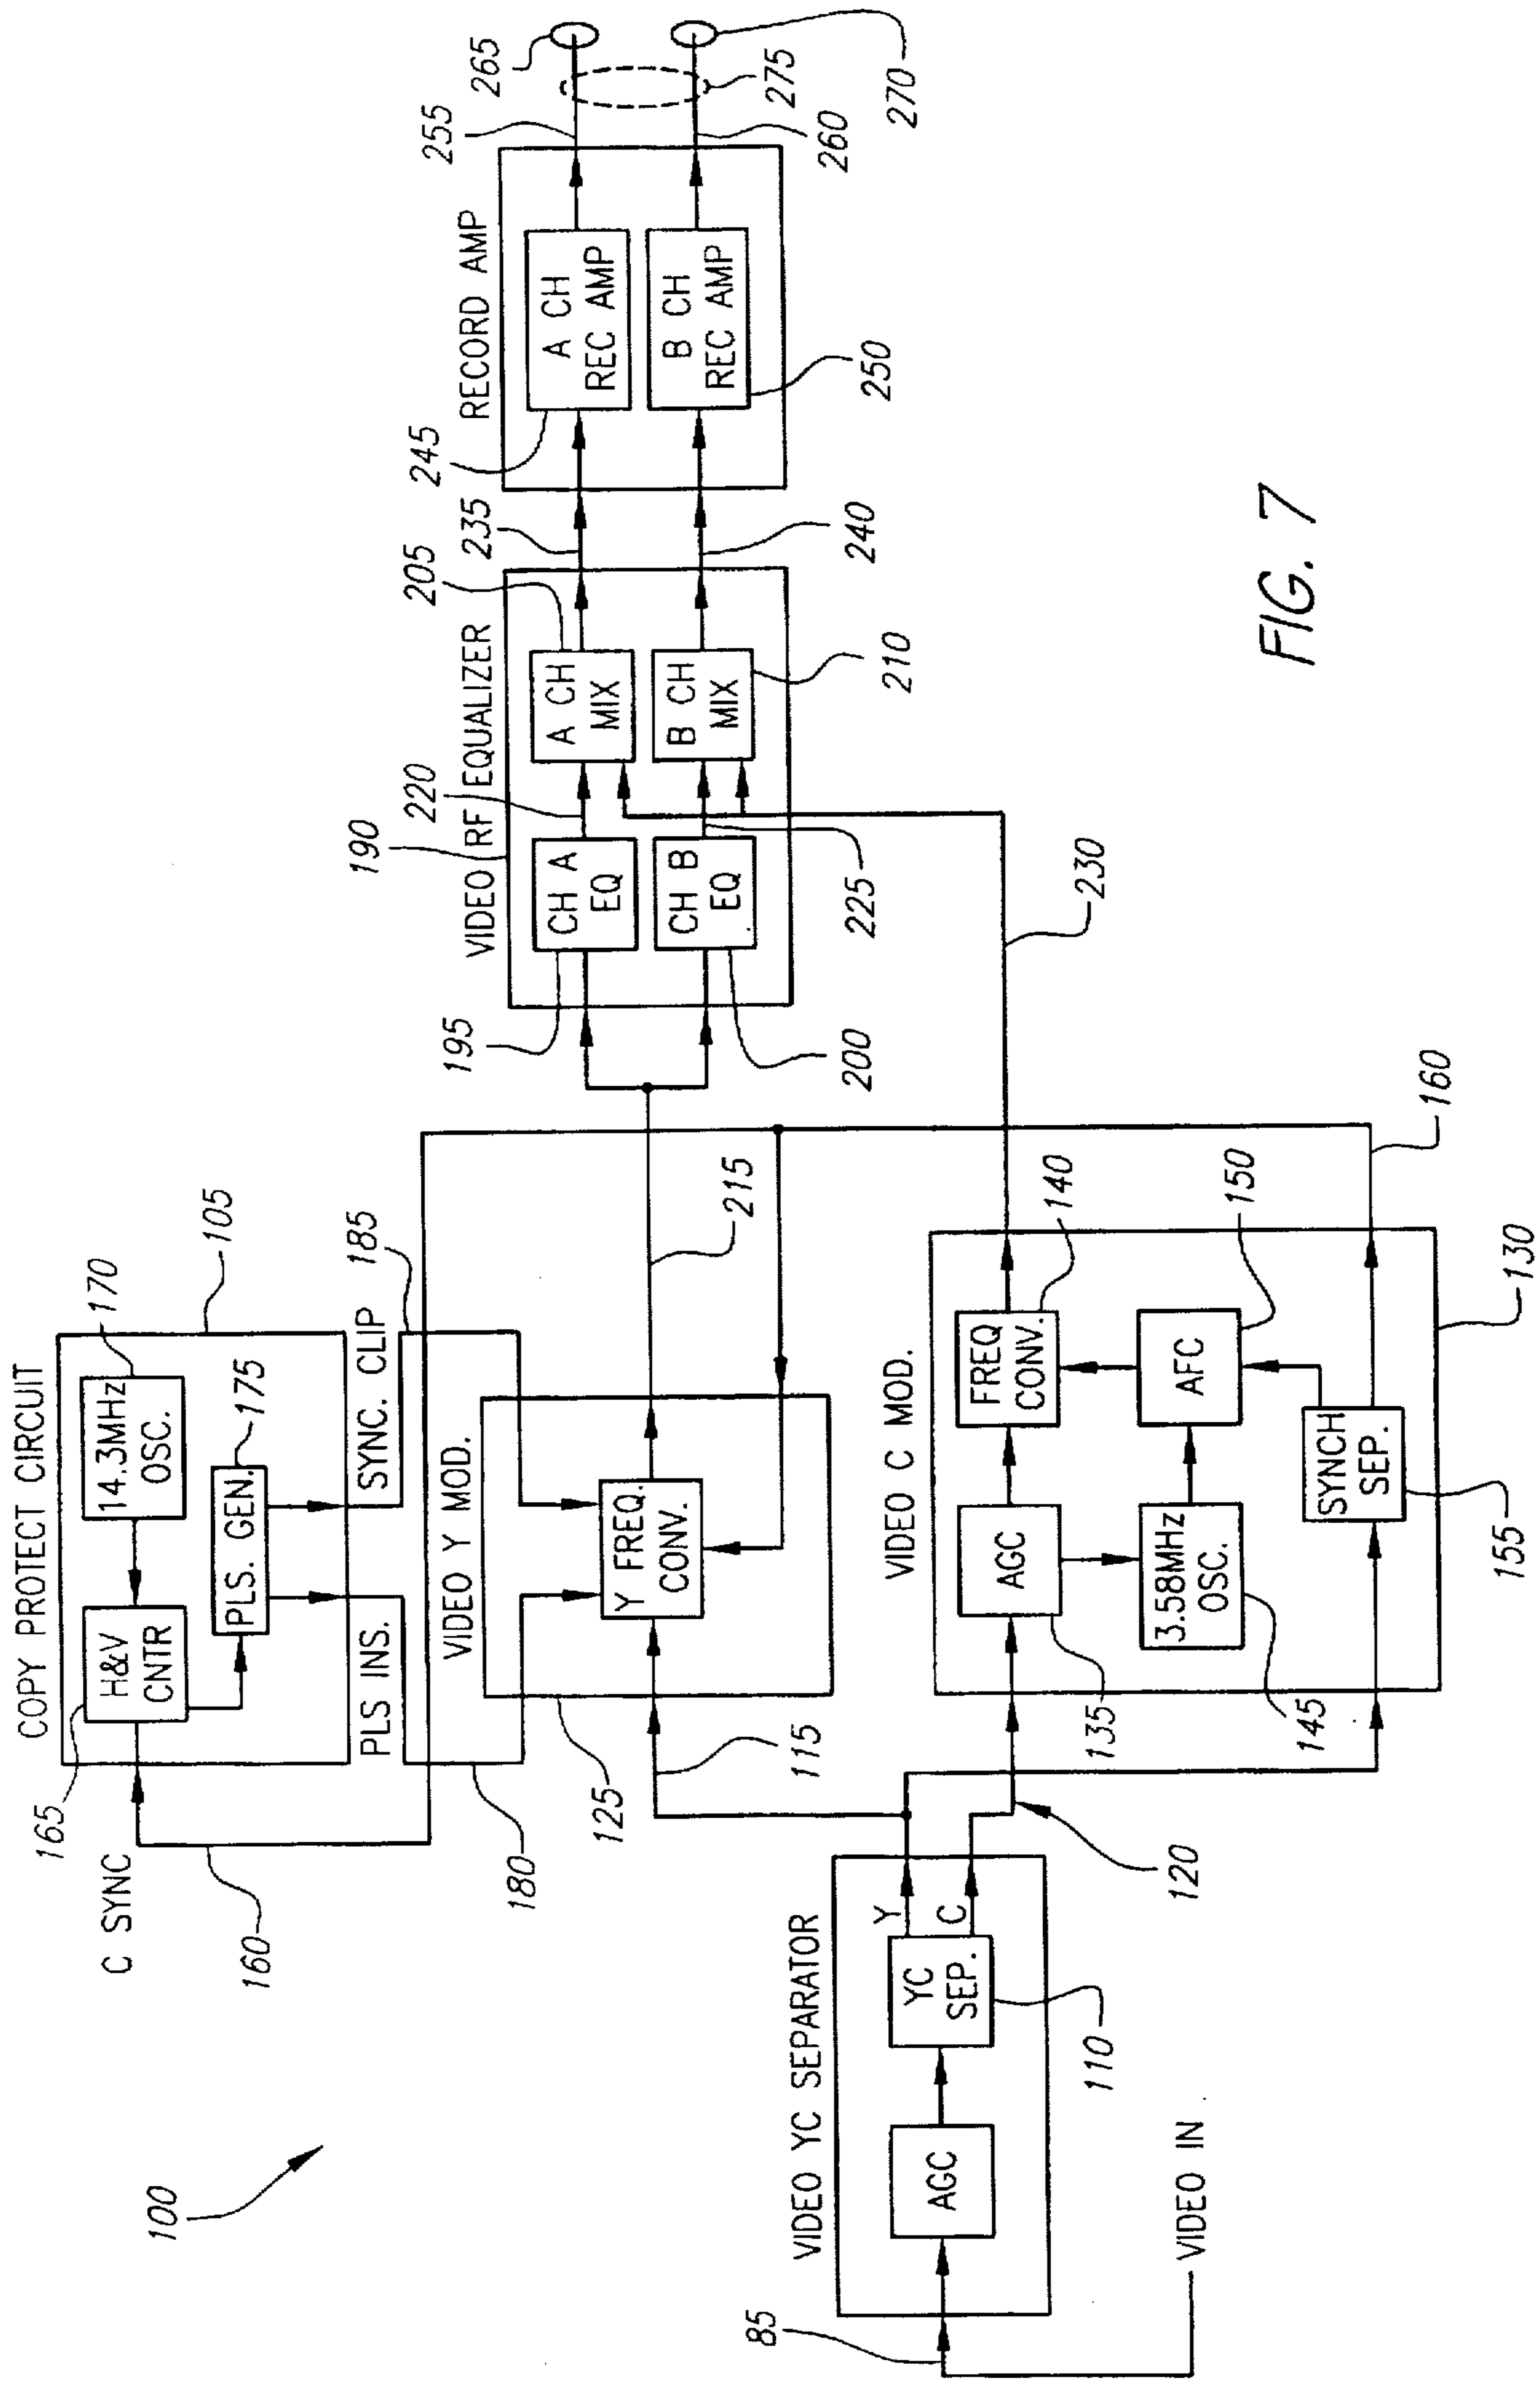 100
COPY PROTECT CIRCUIT
105
170
14.3MHz
OSC.
H&V
CNTR
165
PLS. GEN.
175
C SYNC
160
PLS INS.
180
SYNC. CLIP
185
VIDEO Y MOD.
125
Y FREQ.
CONV.
115
215
VIDEO YC SEPARATOR
AGC
YC
SEP.
Y
C
110
85
VIDEO IN
120
VIDEO C MOD.
130
AGC
135
FREQ
CONV.
140
3.58MHz
OSC.
145
AFC
150
SYNCH
SEP.
155
160
230
190
VIDEO RF EQUALIZER
195
CH A
EQ
220
A CH
MIX
205
235
200
CH B
EQ
225
B CH
MIX
210
240
RECORD AMP
245
A CH
REC AMP
255
265
B CH
REC AMP
250
260
275
270
FIG. 7